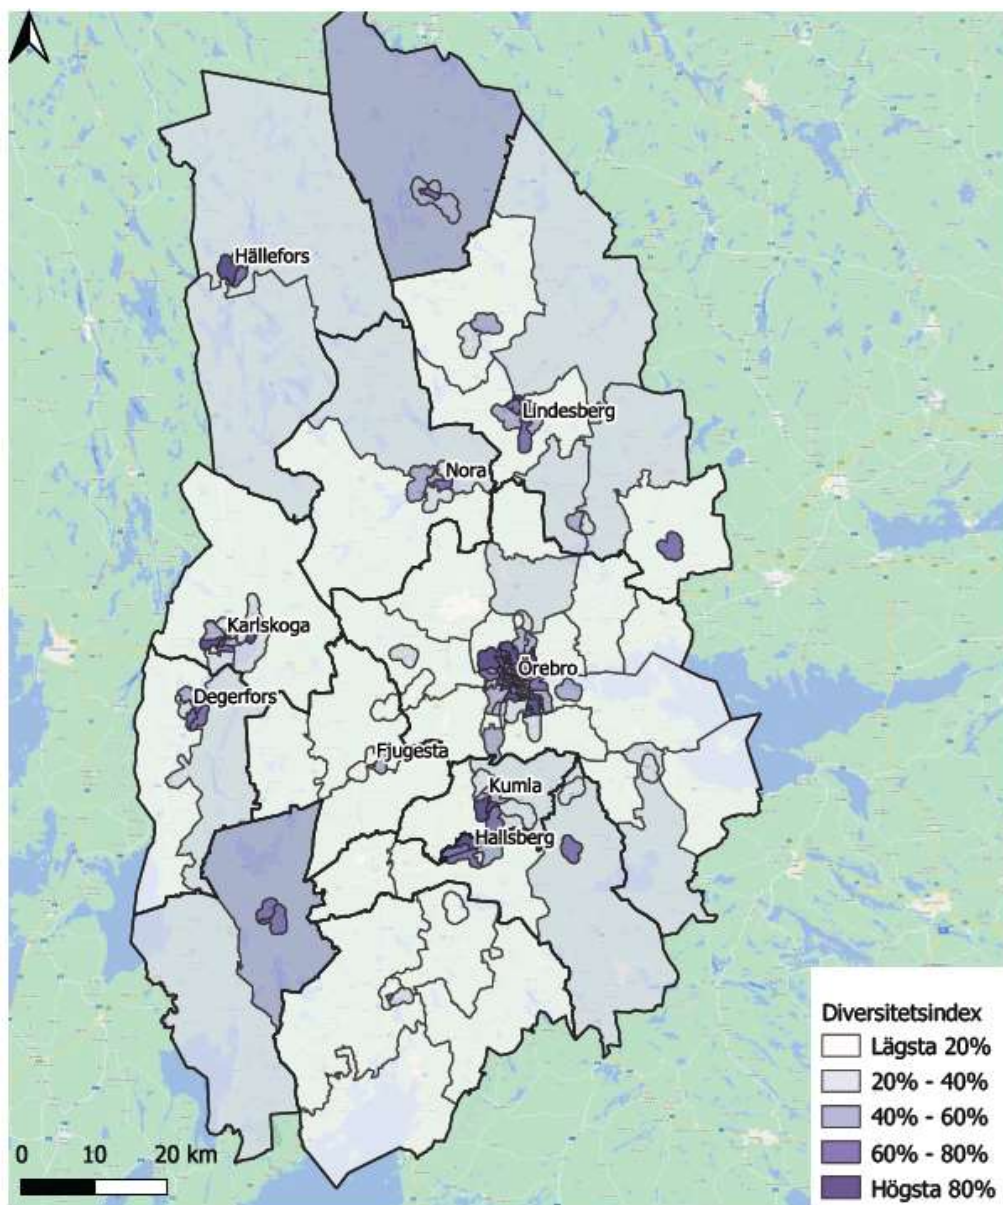 Hällefors
Lindesberg
Nora
Karlskoga
Örebro
Degerfors
Fjugesta
Kumla
Hallsberg
Diversitetsindex
Lägsta 20%
20% - 40%
40% - 60%
60% - 80%
Högsta 80%
0 10 20 km